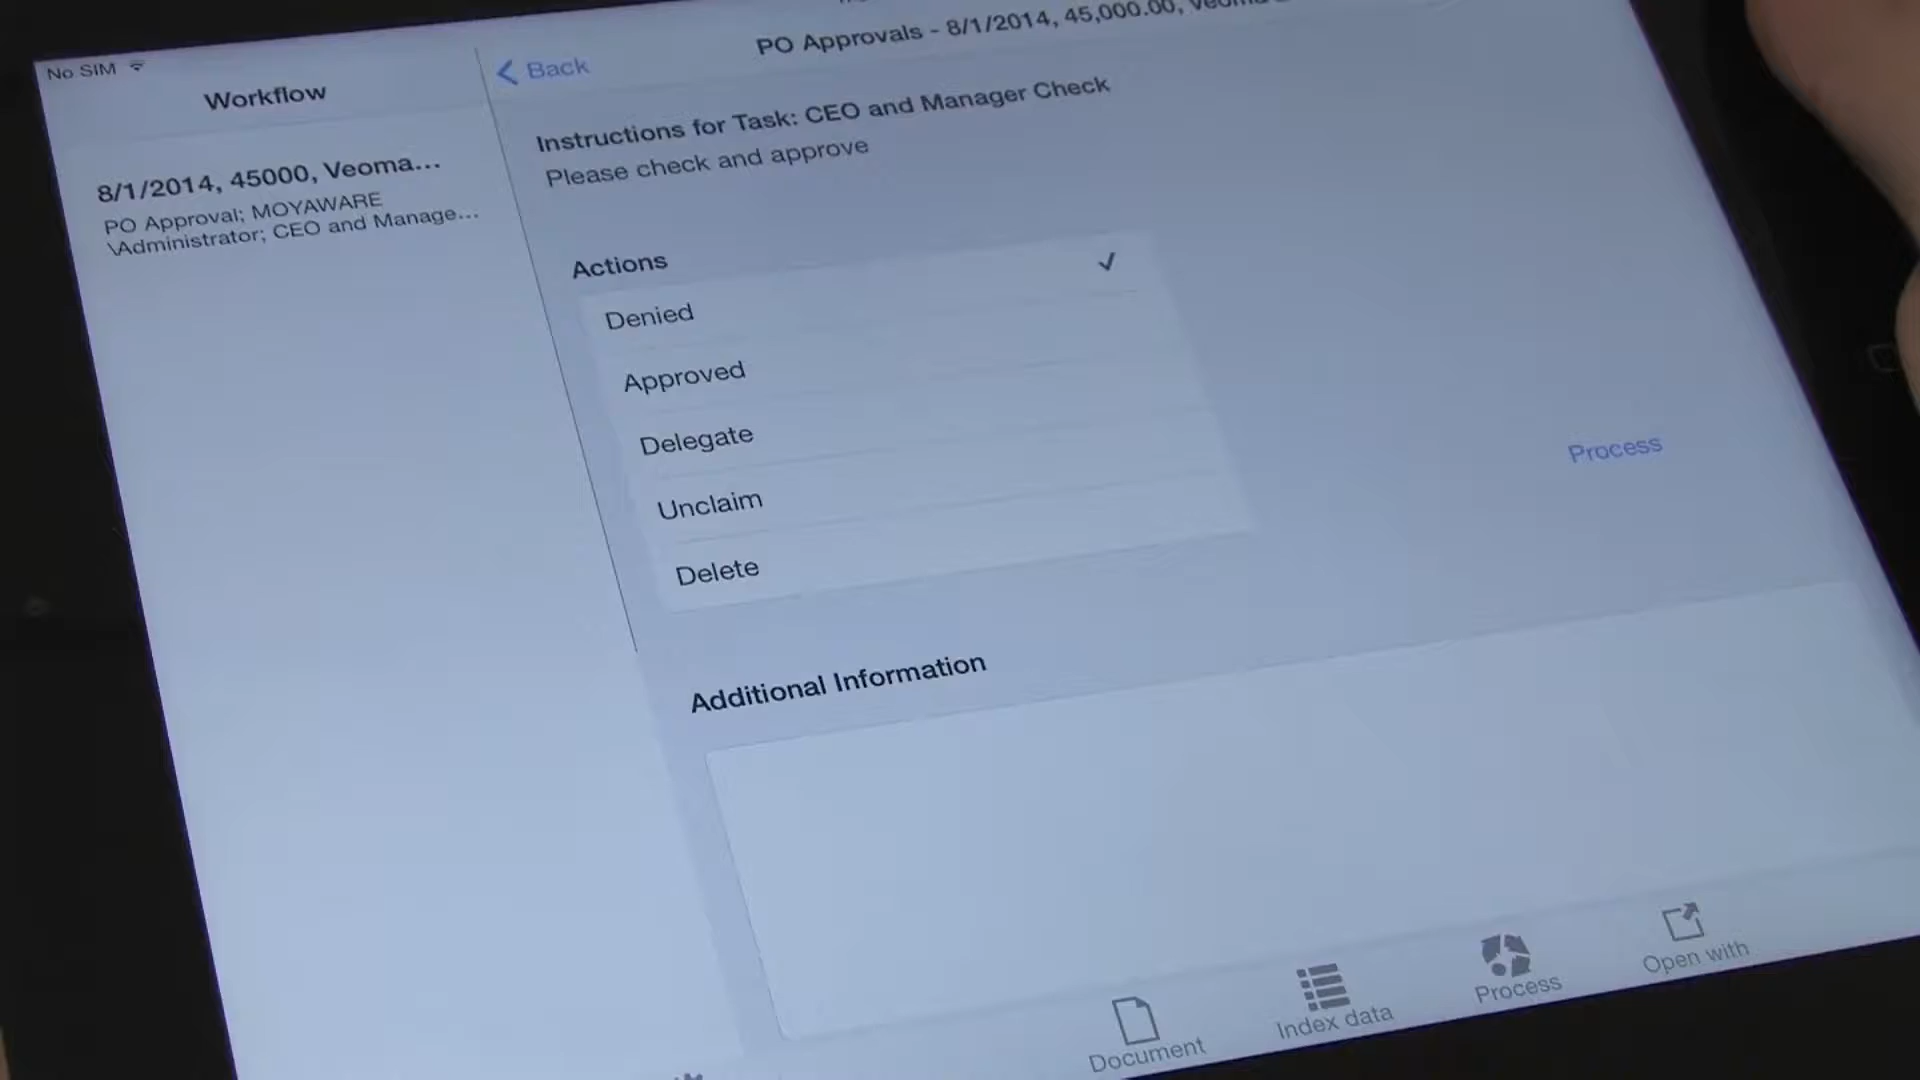 No SIM
Workflow
8/1/2014, 45000, Veoma...
PO Approval; MOYAWARE
\Administrator; CEO and Manage...
Back
PO Approvals - 8/1/2014, 45,000.00,
Instructions for Task: CEO and Manager Check
Please check and approve
Actions
Denied
Approved
Delegate
Unclaim
Delete
Process
Additional Information
Document
Index data
Process
Open with